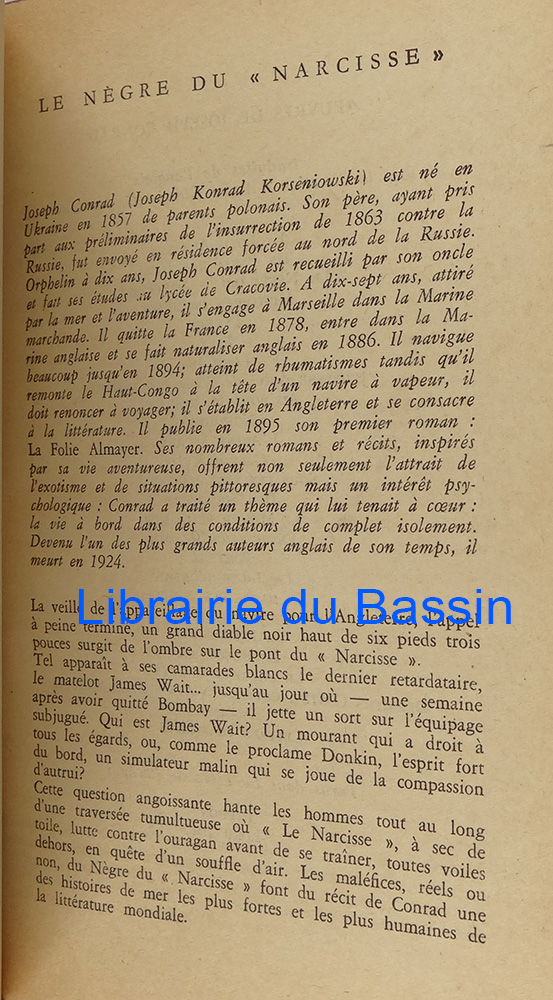 LE NÈGRE DU « NARCISSE »
Joseph Conrad (Joseph Konrad Korseniowski) est né en
Ukraine en 1857 de parents polonais. Son père, ayant pris
part aux préliminaires de l'insurrection de 1863 contre la
Russie, fut envoyé en résidence forcée au nord de la Russie.
Orphelin à dix ans, Joseph Conrad est recueilli par son oncle
et fait ses études au lycée de Cracovie. A dix-sept ans, attiré
par la mer et l'aventure, il s'engage à Marseille dans la Marine
marchande. Il quitte la France en 1878, entre dans la Ma-
rine anglaise et se fait naturaliser anglais en 1886. Il navigue
beaucoup jusqu'en 1894; atteint de rhumatismes tandis qu'il
remonte le Haut-Congo à la tête d'un navire à vapeur, il
doit renoncer à voyager; il s'établit en Angleterre et se consacre
à la littérature. Il publie en 1895 son premier roman :
La Folie Almayer. Ses nombreux romans et récits, inspirés
par sa vie aventureuse, offrent non seulement l'attrait de
l'exotisme et de situations pittoresques mais un intérêt psy-
chologique : Conrad a traité un thème qui lui tenait à cœur :
la vie à bord dans des conditions de complet isolement.
Devenu l'un des plus grands auteurs anglais de son temps, il
meurt en 1924.
Librairie du Bassin
La veille de l'appareillage du navire pour l'Angleterre, l'appel
à peine terminé, un grand diable noir haut de six pieds trois
pouces surgit de l'ombre sur le pont du « Narcisse ».
Tel apparaît à ses camarades blancs le dernier retardataire,
le matelot James Wait... jusqu'au jour où — une semaine
après avoir quitté Bombay — il jette un sort sur l'équipage
subjugué. Qui est James Wait? Un mourant qui a droit à
tous les égards, ou, comme le proclame Donkin, l'esprit fort
du bord, un simulateur malin qui se joue de la compassion
d'autrui?
Cette question angoissante hante les hommes tout au long
d'une traversée tumultueuse où « Le Narcisse », à sec de
toile, lutte contre l'ouragan avant de se traîner, toutes voiles
dehors, en quête d'un souffle d'air. Les maléfices, réels ou
non, du Nègre du « Narcisse » font du récit de Conrad une
des histoires de mer les plus fortes et les plus humaines de
la littérature mondiale.